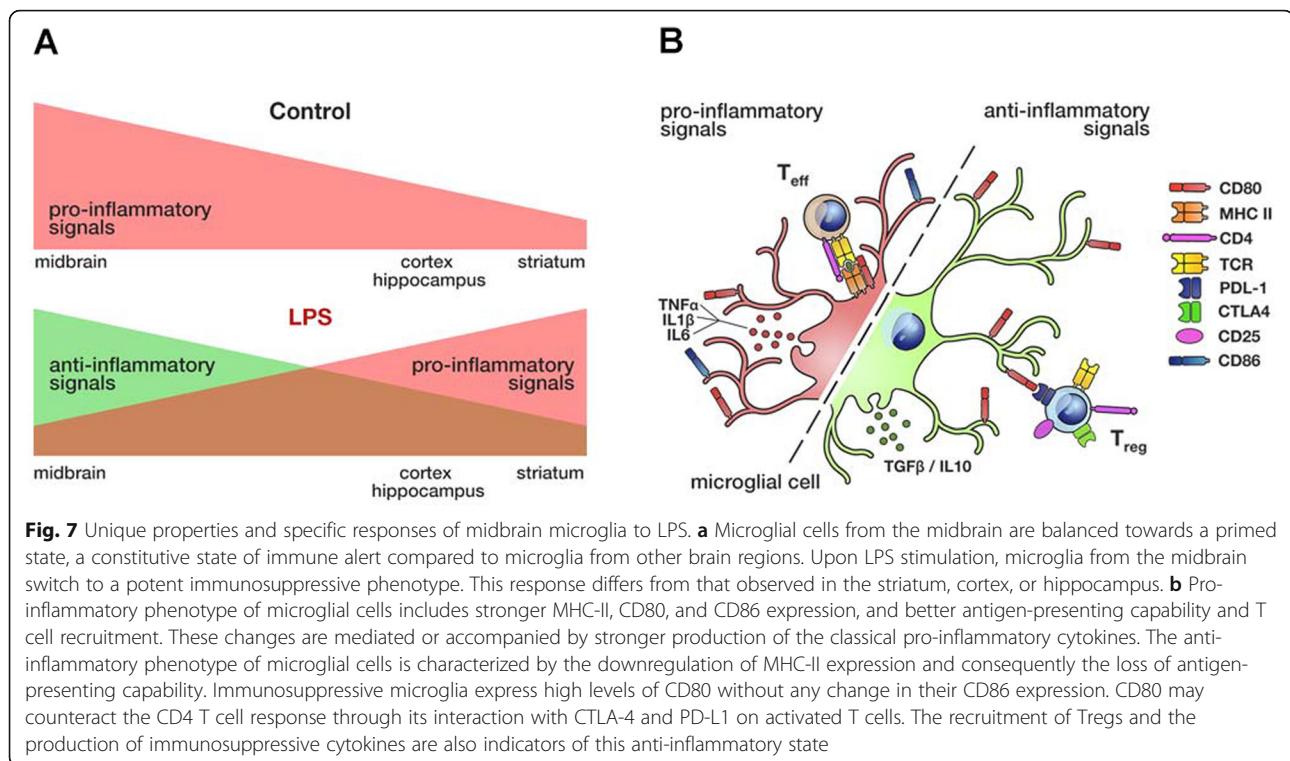 A
Control
pro-inflammatory
signals
midbrain
cortex
hippocampus
striatum
LPS
anti-inflammatory
signals
pro-inflammatory
signals
midbrain
cortex
hippocampus
striatum
B
pro-inflammatory
signals
anti-inflammatory
signals
Teff
TNFα
IL1β
IL6
microglial cell
TGFβ / IL10
Treg
CD80
MHC II
CD4
TCR
PDL-1
CTLA4
CD25
CD86
Fig. 7 Unique properties and specific responses of midbrain microglia to LPS. a Microglial cells from the midbrain are balanced towards a primed
state, a constitutive state of immune alert compared to microglia from other brain regions. Upon LPS stimulation, microglia from the midbrain
switch to a potent immunosuppressive phenotype. This response differs from that observed in the striatum, cortex, or hippocampus. b Pro-
inflammatory phenotype of microglial cells includes stronger MHC-II, CD80, and CD86 expression, and better antigen-presenting capability and T
cell recruitment. These changes are mediated or accompanied by stronger production of the classical pro-inflammatory cytokines. The anti-
inflammatory phenotype of microglial cells is characterized by the downregulation of MHC-II expression and consequently the loss of antigen-
presenting capability. Immunosuppressive microglia express high levels of CD80 without any change in their CD86 expression. CD80 may
counteract the CD4 T cell response through its interaction with CTLA-4 and PD-L1 on activated T cells. The recruitment of Tregs and the
production of immunosuppressive cytokines are also indicators of this anti-inflammatory state